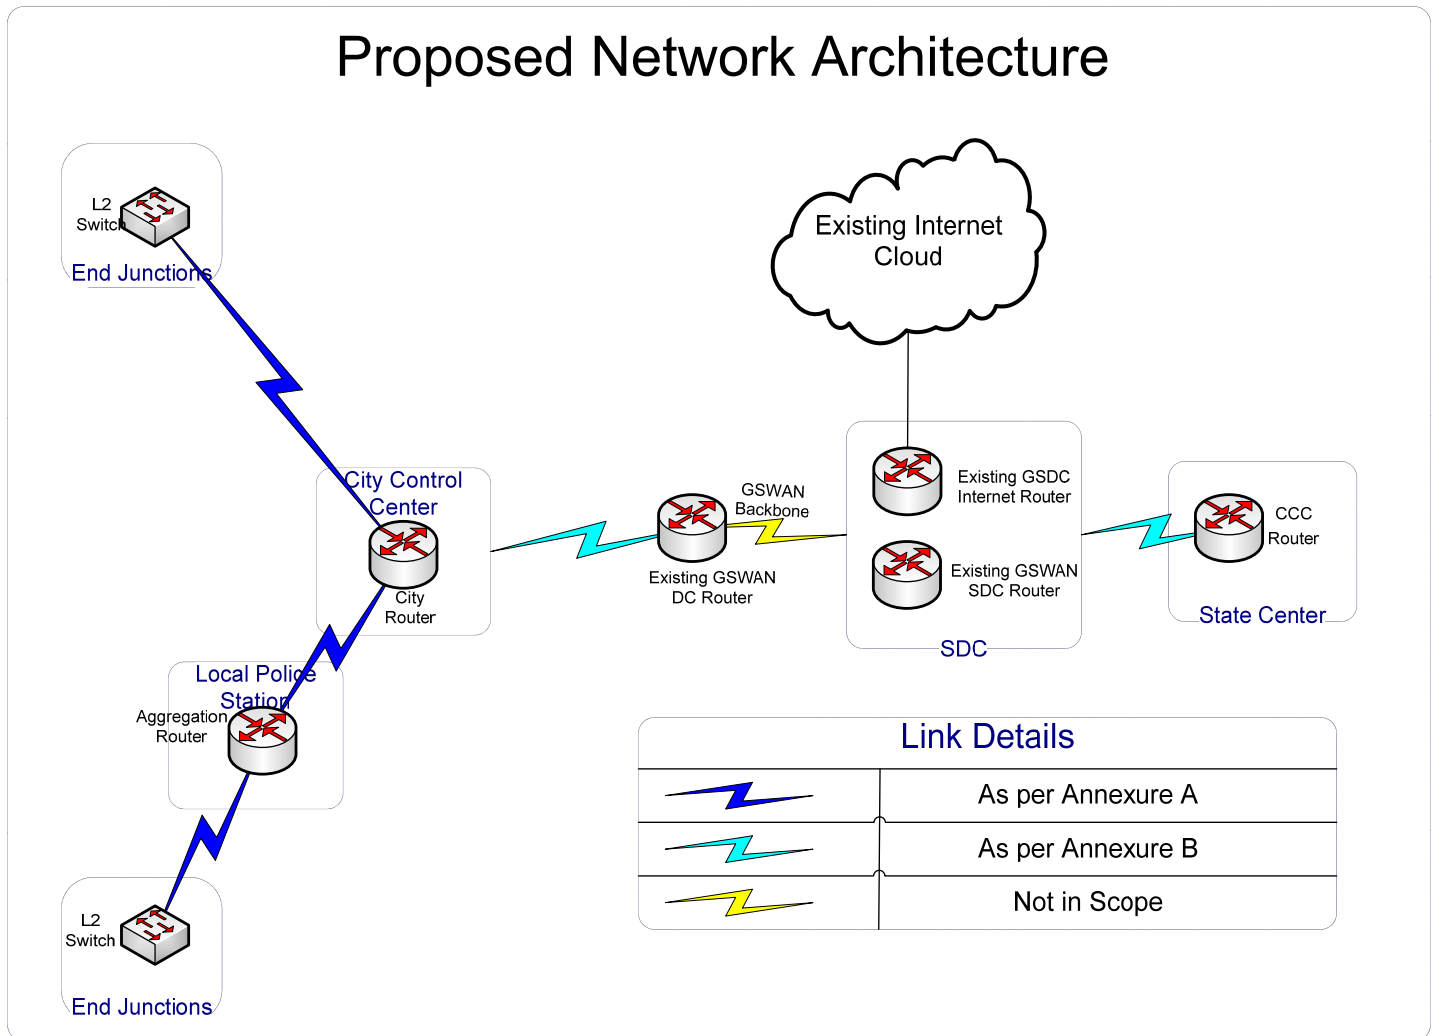 Proposed Network Architecture
L2
Switch
End Junctions
Existing Internet
Cloud
City Control
Center
City
Router
GSWAN
Backbone
Existing GSWAN
DC Router
Existing GSDC
Internet Router
Existing GSWAN
SDC Router
SDC
CCC
Router
State Center
Local Police
Station
Aggregation
Router
L2
Switch
End Junctions
Link Details
As per Annexure A
As per Annexure B
Not in Scope